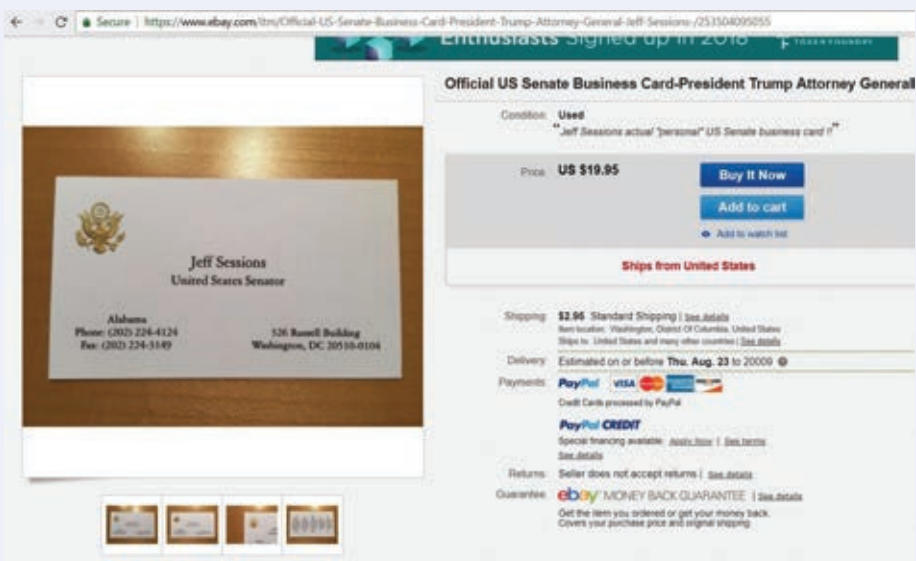 Secure | https://www.ebay.com/itm/Official-US-Senate-Business-Card-President-Trump-Attorney-General-Jeff-Sessions-/253504095055
Enthusiasts Signed up in 2018
Official US Senate Business Card-President Trump Attorney General
Condition: Used
"Jeff Sessions actual "personal" US Senate business card !!"
Price: US $19.95
Buy It Now
Add to cart
Add to watch list
Ships from United States
Jeff Sessions
United States Senator
Alabama
Phone: (202) 224-4124
Fax: (202) 224-3149
326 Russell Building
Washington, DC 20510-0104
Shipping: $2.95 Standard Shipping | See details
Item location: Washington, District Of Columbia, United States
Ships to: United States and many other countries | See details
Delivery: Estimated on or before Thu. Aug. 23 to 20009
Payments: PayPal VISA
Credit Cards processed by PayPal
PayPal CREDIT
Special financing available. Apply Now | See terms
See details
Returns: Seller does not accept returns | See details
Guarantee: ebay MONEY BACK GUARANTEE | See details
Get the item you ordered or get your money back.
Covers your purchase price and original shipping.